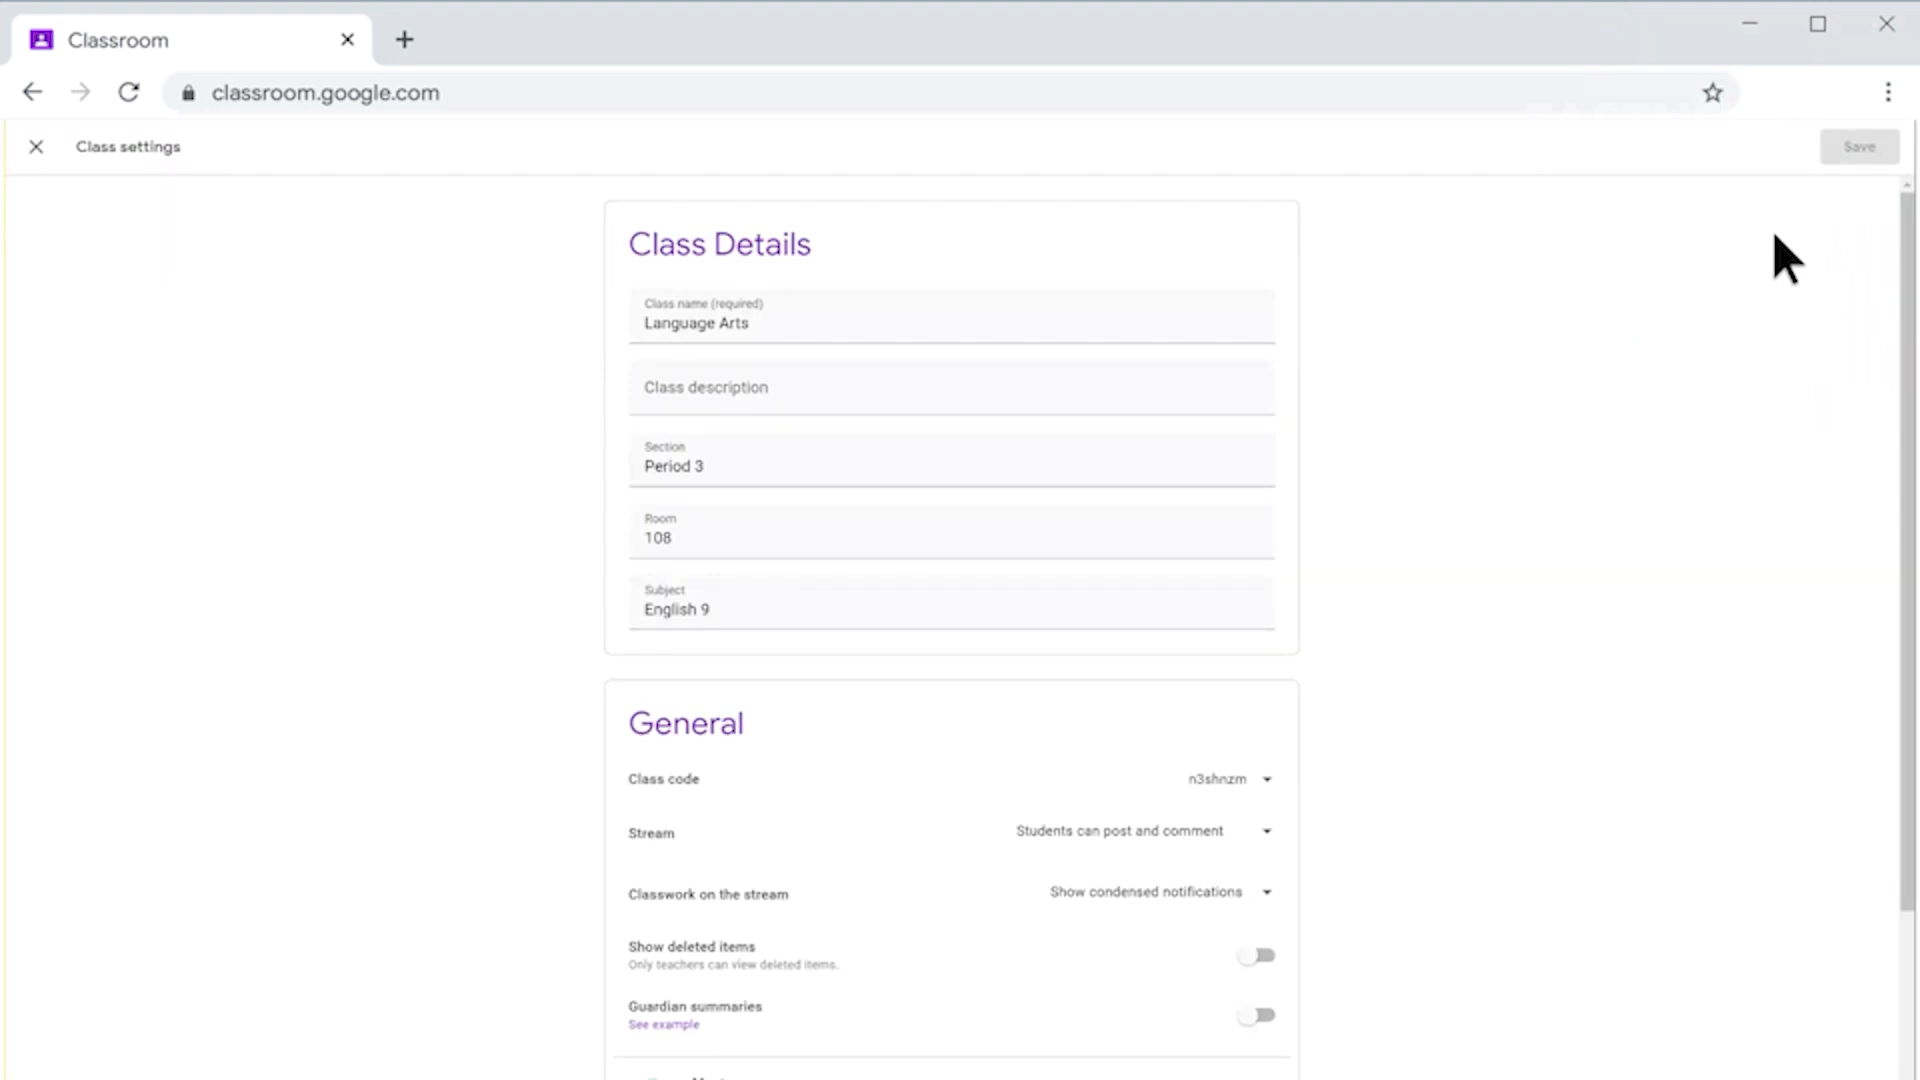 Classroom
classroom.google.com
Class settings
Save
Class Details
Class name (required)
Language Arts
Class description
Section
Period 3
Room
108
Subject
English 9
General
Class code
n3shnzm
Stream
Students can post and comment
Classwork on the stream
Show condensed notifications
Show deleted items
Only teachers can view deleted items.
Guardian summaries
See example